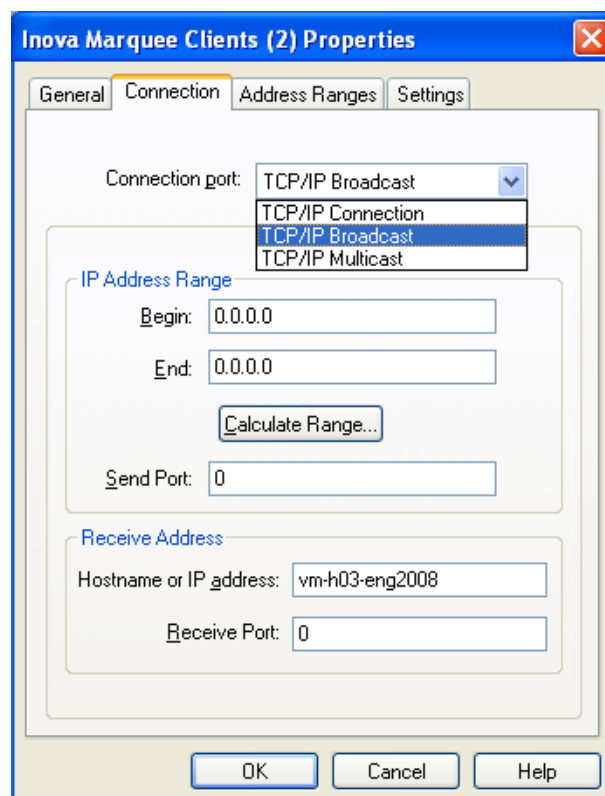 Inova Marquee Clients (2) Properties
General Connection Address Ranges Settings
Connection port: TCP/IP Broadcast
TCP/IP Connection
TCP/IP Broadcast
TCP/IP Multicast
IP Address Range
Begin: 0.0.0.0
End: 0.0.0.0
Calculate Range...
Send Port: 0
Receive Address
Hostname or IP address: vm-h03-eng2008
Receive Port: 0
OK Cancel Help